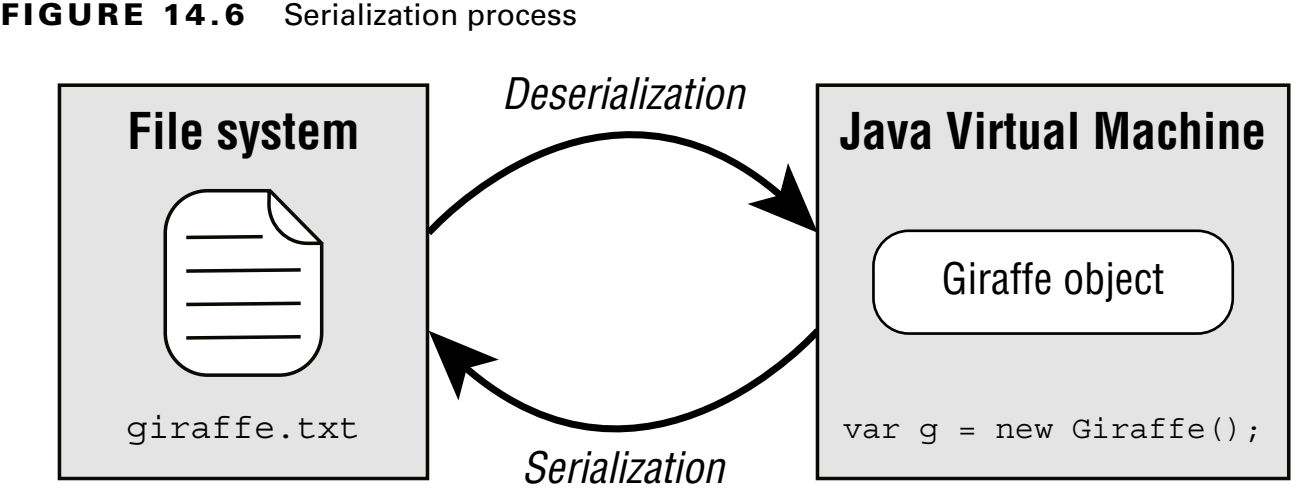 FIGURE 14.6 Serialization process
File system
giraffe.txt
Deserialization
Serialization
Java Virtual Machine
Giraffe object
var g = new Giraffe();